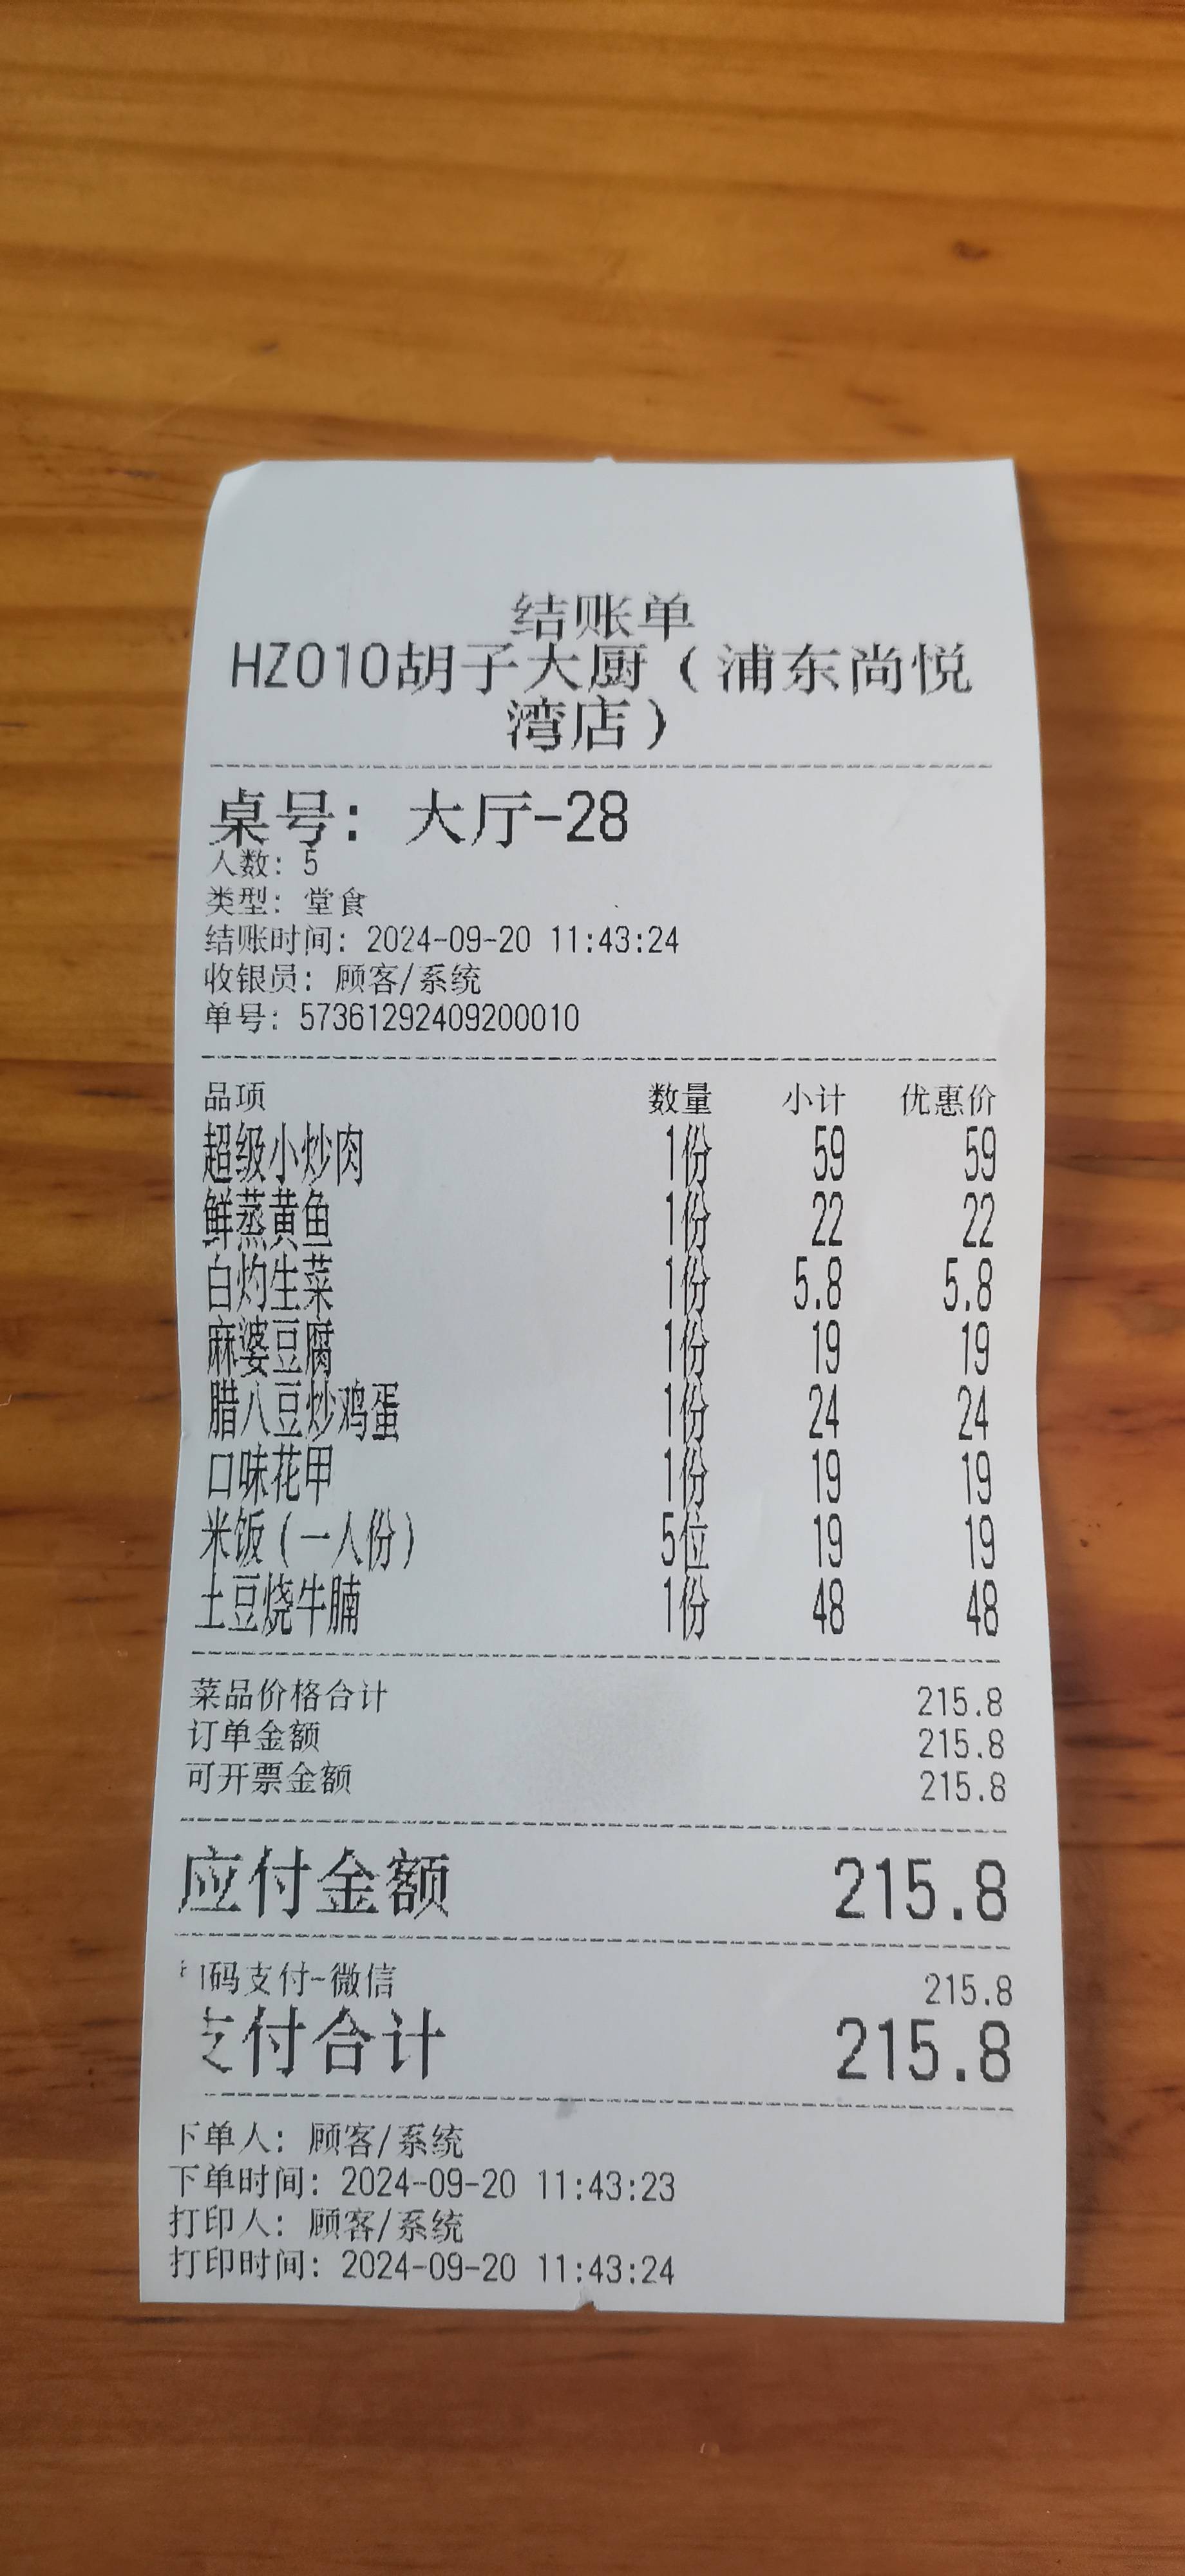 结账单
HZ010胡子大厨（浦东尚悦
湾店）
桌号: 大厅-28
人数: 5
类型: 堂食
结账时间: 2024-09-20 11:43:24
收银员: 顾客/系统
单号: 57361292409200010
品项 数量 小计 优惠价
超级小炒肉 1份 59 59
鲜蒸黄鱼 1份 22 22
白灼生菜 1份 5.8 5.8
麻婆豆腐 1份 19 19
腊八豆炒鸡蛋 1份 24 24
口味花甲 1份 19 19
米饭（一人份） 5位 19 19
土豆烧牛腩 1份 48 48
菜品价格合计 215.8
订单金额 215.8
可开票金额 215.8
应付金额 215.8
扫码支付-微信 215.8
支付合计 215.8
下单人: 顾客/系统
下单时间: 2024-09-20 11:43:23
打印人: 顾客/系统
打印时间: 2024-09-20 11:43:24